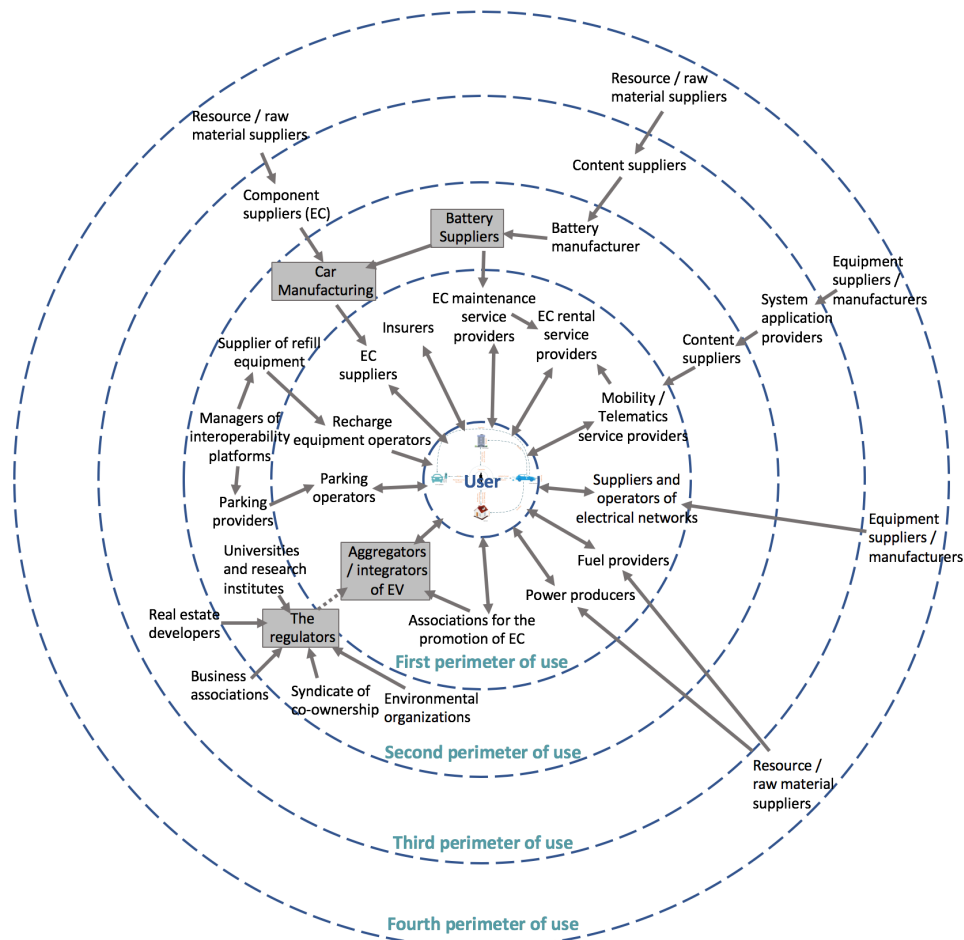 Resource / raw
material suppliers
Resource / raw
material suppliers
Content suppliers
Component
suppliers (EC)
Battery
Suppliers
Battery
manufacturer
Car
Manufacturing
Equipment
suppliers /
manufacturers
System
application
providers
EC maintenance
service
providers
EC rental
service
providers
Insurers
Content
suppliers
Supplier of refill
equipment
EC
suppliers
Mobility /
Telematics
service providers
Managers of
interoperability
platforms
Recharge
equipment operators
User
Parking
operators
Suppliers and
operators of
electrical networks
Parking
providers
Equipment
suppliers /
manufacturers
Universities
and research
institutes
Aggregators
/ integrators
of EV
Fuel providers
Power producers
Real estate
developers
The
regulators
Associations for the
promotion of EC
First perimeter of use
Business
associations
Syndicate of
co-ownership
Environmental
organizations
Second perimeter of use
Resource /
raw material
suppliers
Third perimeter of use
Fourth perimeter of use